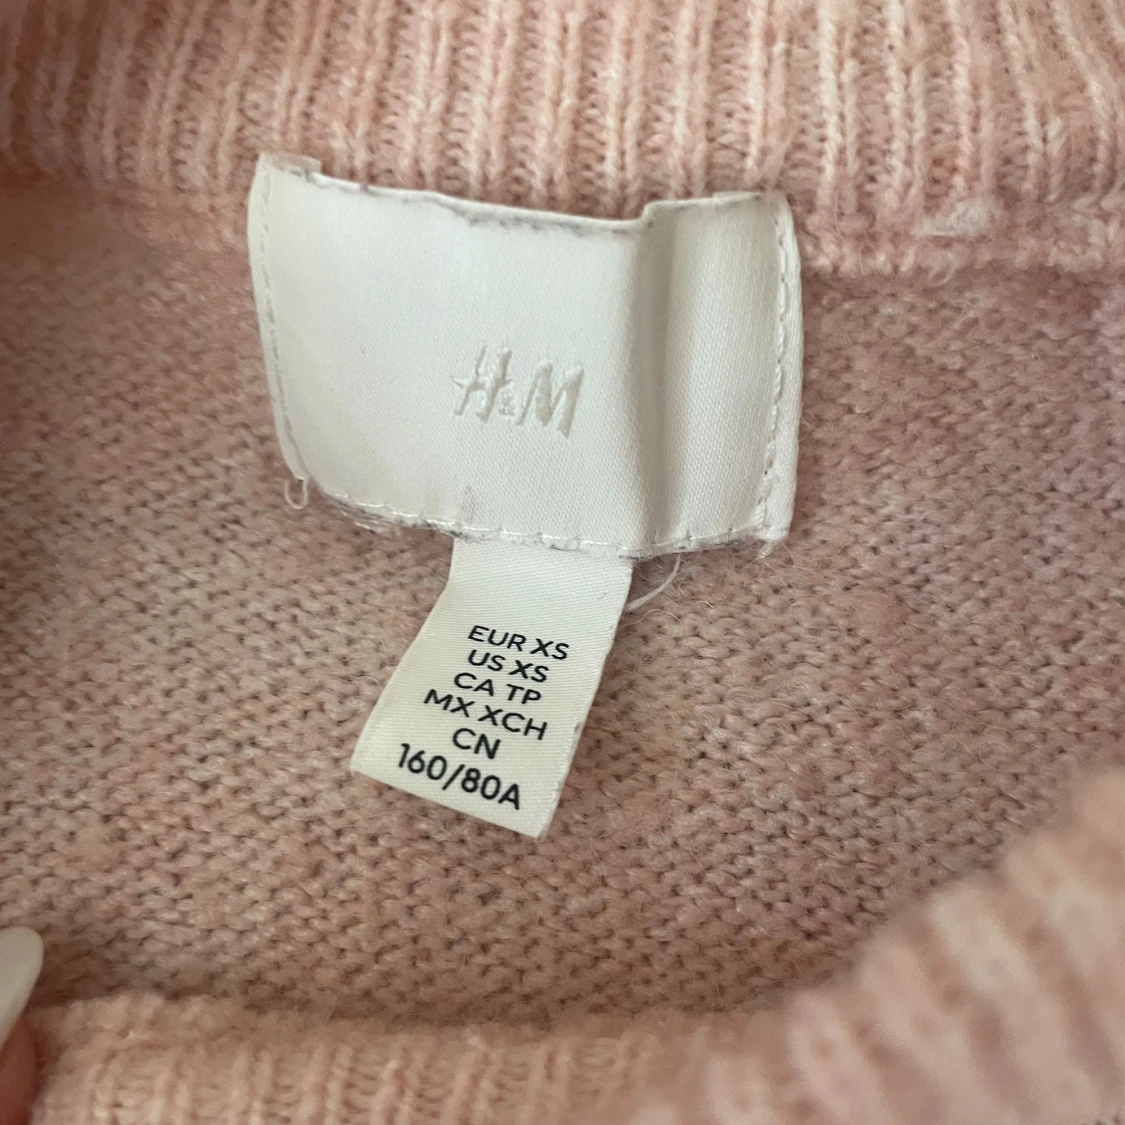 H&M
EUR XS
US XS
CA TP
MX XCH
CN
160/80A